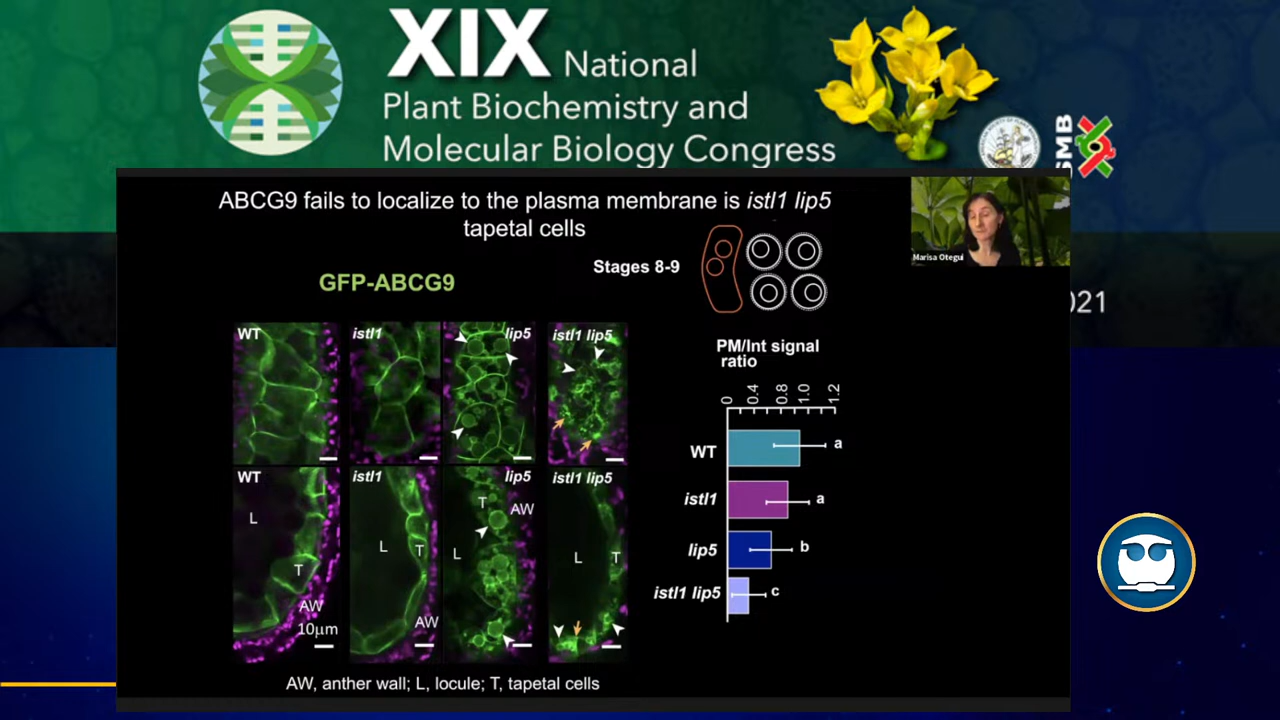 XIX National
Plant Biochemistry and
Molecular Biology Congress
SMB
021
ABCG9 fails to localize to the plasma membrane is istl1 lip5
tapetal cells
Marisa Otegui
Stages 8-9
GFP-ABCG9
WT
istl1
lip5
istl1 lip5
WT
L
T
AW
10μm
istl1
L
T
AW
lip5
T
AW
L
istl1 lip5
L
T
PM/Int signal
ratio
0 0.4 0.8 1.0 1.2
WT a
istl1 a
lip5 b
istl1 lip5 c
AW, anther wall; L, locule; T, tapetal cells